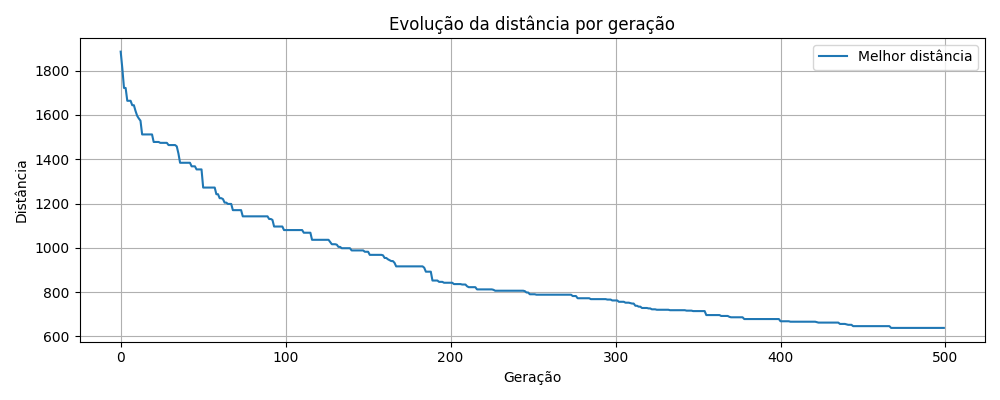 Evolução da distância por geração
Melhor distância
Distância
1800
1600
1400
1200
1000
800
600
0 100 200 300 400 500
Geração